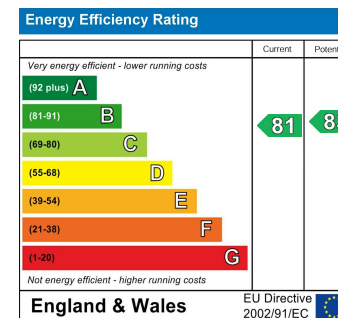 Energy Efficiency Rating
Current
Very energy efficient - lower running costs
(92 plus) A
(81-91) B
(69-80) C
(55-68) D
(39-54) E
(21-38) F
(1-20) G
81
Not energy efficient - higher running costs
England & Wales
EU Directive
2002/91/EC